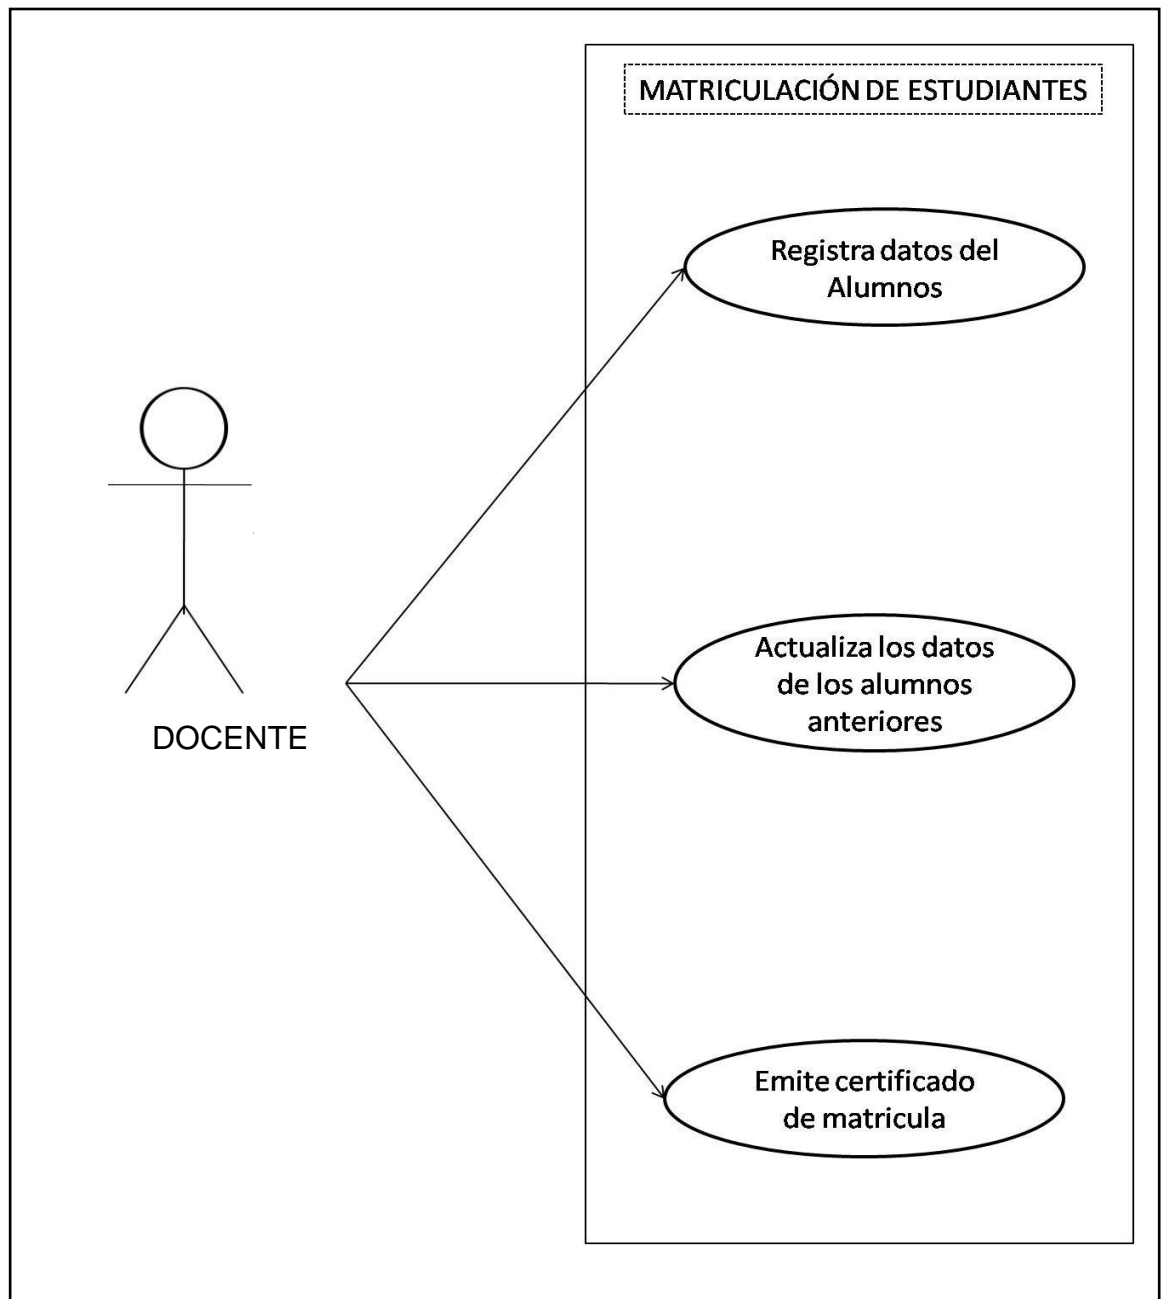 MATRICULACIÓN DE ESTUDIANTES
Registra datos del
Alumnos
Actualiza los datos
de los alumnos
anteriores
DOCENTE
Emite certificado
de matricula